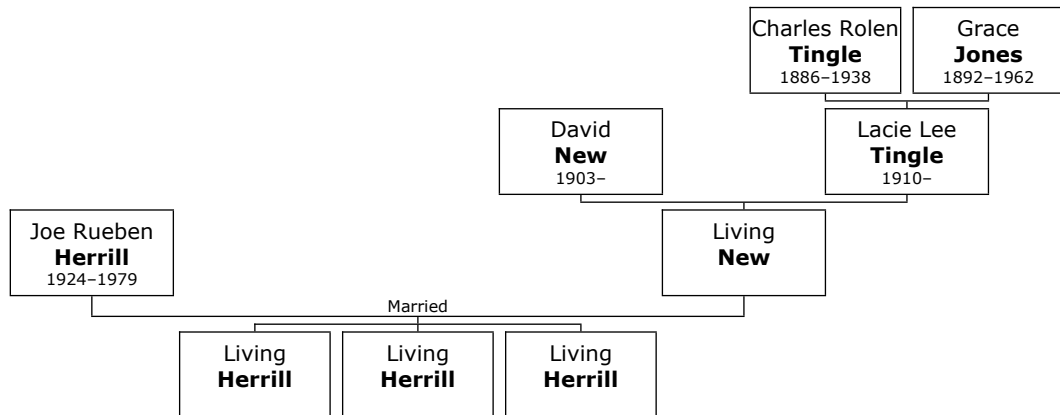 Charles Rolen
Tingle
1886–1938
Grace
Jones
1892–1962
David
New
1903–
Lacie Lee
Tingle
1910–
Joe Rueben
Herrill
1924–1979
Living
New
Married
Living
Herrill
Living
Herrill
Living
Herrill